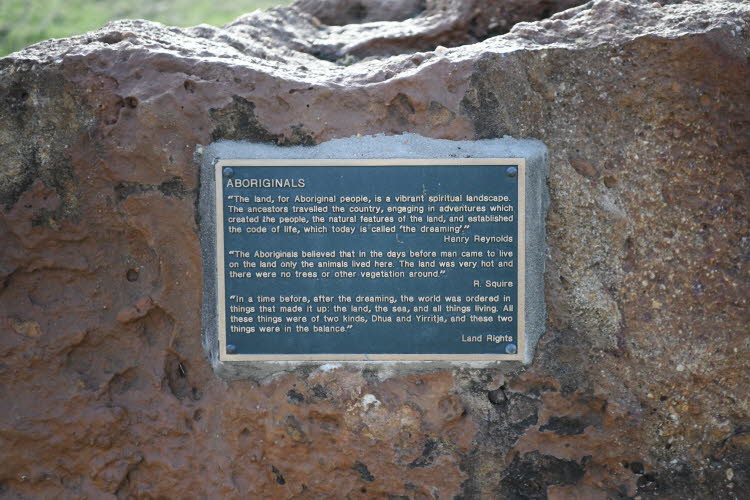 ABORIGINALS
"The land, for Aboriginal people, is a vibrant spiritual landscape.
The ancestors travelled the country, engaging in adventures which
created the people, the natural features of the land, and established
the code of life, which today is called 'the dreaming'."
Henry Reynolds
"The Aboriginals believed that in the days before man came to live
on the land only the animals lived here. The land was very hot and
there were no trees or other vegetation around."
R. Squire
"In a time before, after the dreaming, the world was ordered in
things that made it up: the land, the sea, and all things living. All
these things were of two kinds, Dhua and Yirritja, and these two
things were in the balance."
Land Rights